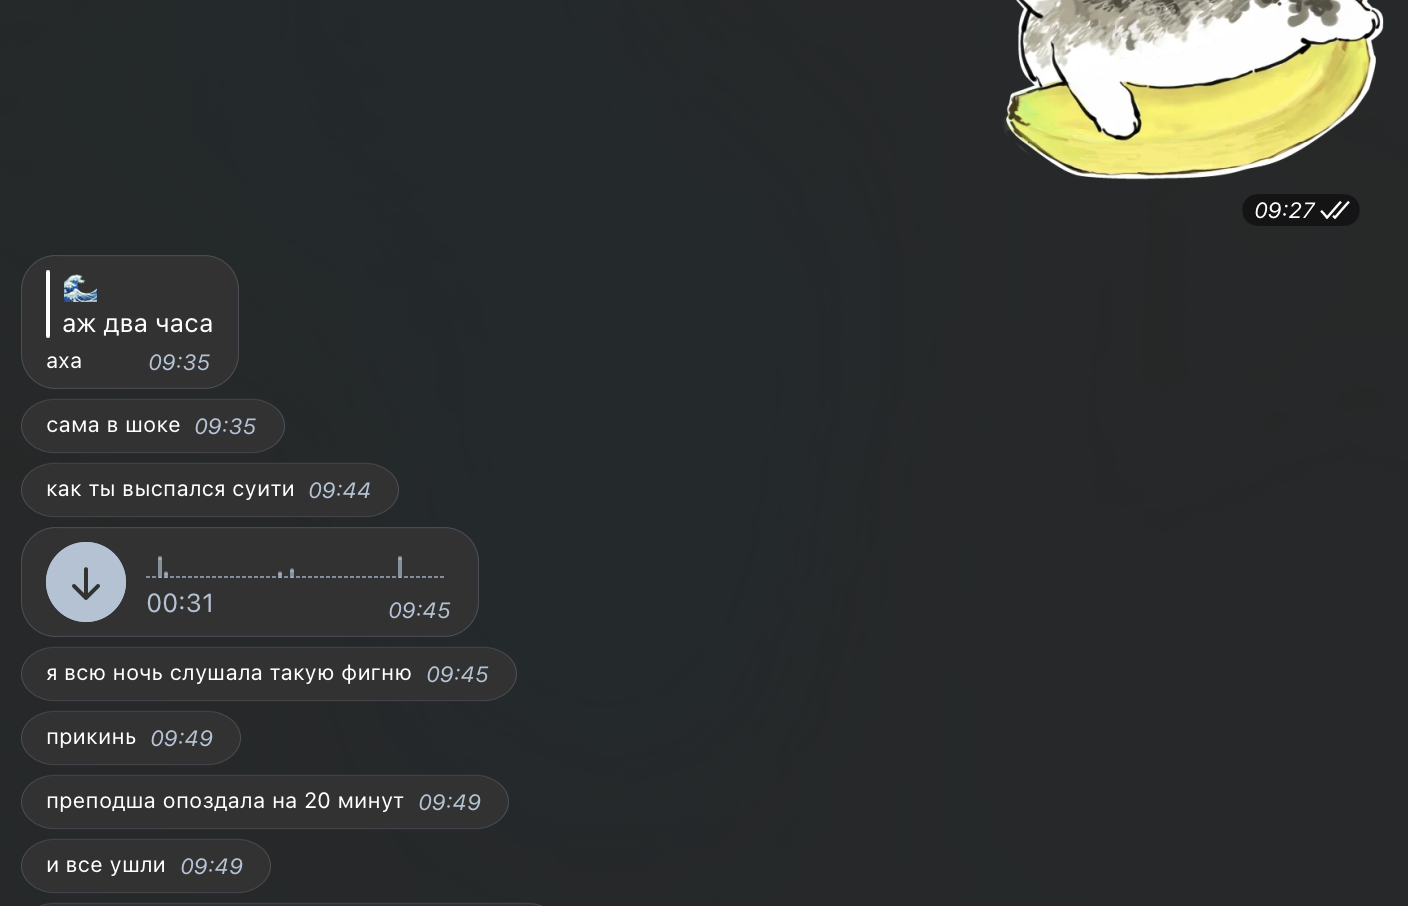 09:27
🌊
аж два часа
аха 09:35
сама в шоке 09:35
как ты выспался суити 09:44
00:31 09:45
я всю ночь слушала такую фигню 09:45
прикинь 09:49
преподша опоздала на 20 минут 09:49
и все ушли 09:49